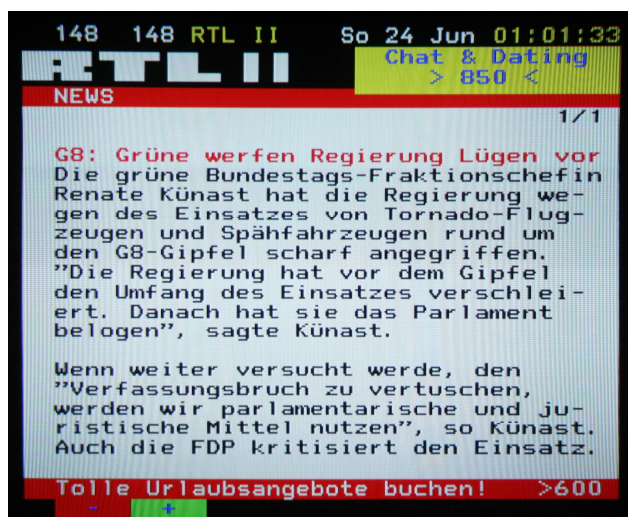 148 148 RTL II So 24 Jun 01:01:33
RTL II
Chat & Dating
> 850 <
NEWS
1/1
G8: Grüne werfen Regierung Lügen vor
Die grüne Bundestags-Fraktionschefin
Renate Künast hat die Regierung we-
gen des Einsatzes von Tornado-Flug-
zeugen und Spähfahrzeugen rund um
den G8-Gipfel scharf angegriffen.
"Die Regierung hat vor dem Gipfel
den Umfang des Einsatzes verschlei-
ert. Danach hat sie das Parlament
belogen", sagte Künast.
Wenn weiter versucht werde, den
"Verfassungsbruch zu vertuschen,
werden wir parlamentarische und ju-
ristische Mittel nutzen", so Künast.
Auch die FDP kritisiert den Einsatz.
Tolle Urlaubsangebote buchen! >600
- +